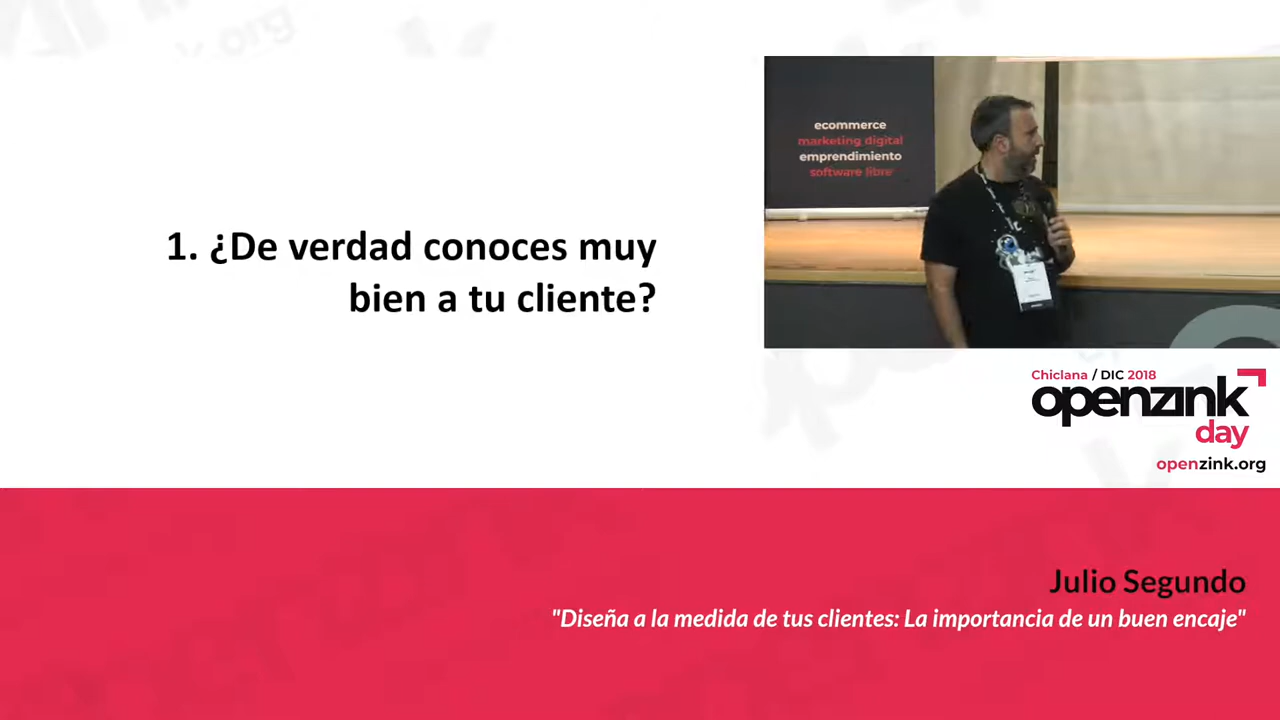 1. ¿De verdad conoces muy
bien a tu cliente?
ecommerce
marketing digital
emprendimiento
software libre
Chiclana / DIC 2018
openzink
day
openzink.org
Julio Segundo
"Diseña a la medida de tus clientes: La importancia de un buen encaje"